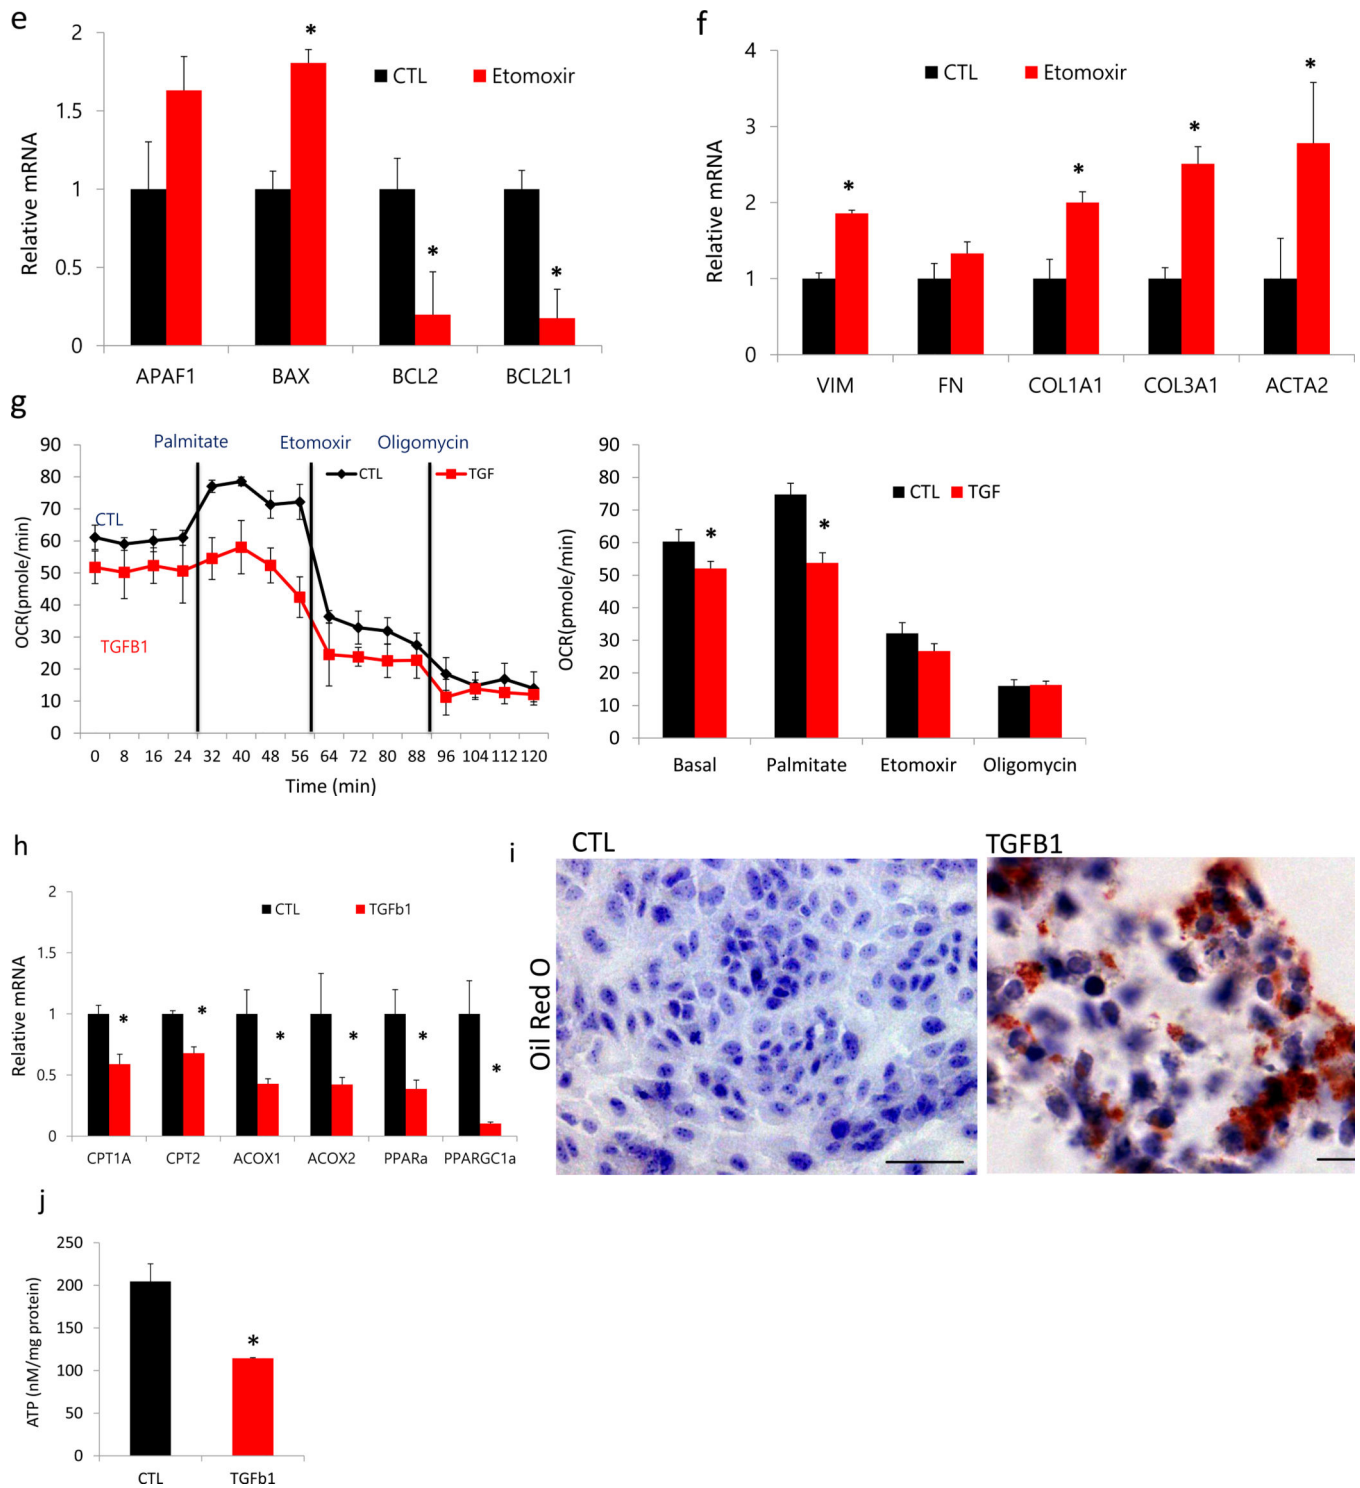 e
f
2
1.5
1
0.5
0
Relative mRNA
CTL
Etomoxir
*
*
*
APAF1 BAX BCL2 BCL2L1
4
3
2
1
0
Relative mRNA
CTL
Etomoxir
*
*
*
*
VIM FN COL1A1 COL3A1 ACTA2
g
Palmitate Etomoxir Oligomycin
90
80
70
60
50
40
30
20
10
0
OCR(pmole/min)
CTL
TGF
CTL
TGFB1
0 8 16 24 32 40 48 56 64 72 80 88 96 104 112 120
Time (min)
90
80
70
60
50
40
30
20
10
0
OCR(pmole/min)
CTL
TGF
*
*
Basal Palmitate Etomoxir Oligomycin
h
2
1.5
1
0.5
0
Relative mRNA
CTL
TGFb1
*
*
*
*
*
*
CPT1A CPT2 ACOX1 ACOX2 PPARa PPARGC1a
i
CTL
TGFB1
Oil Red O
j
250
200
150
100
50
0
ATP (nM/mg protein)
*
CTL TGFb1